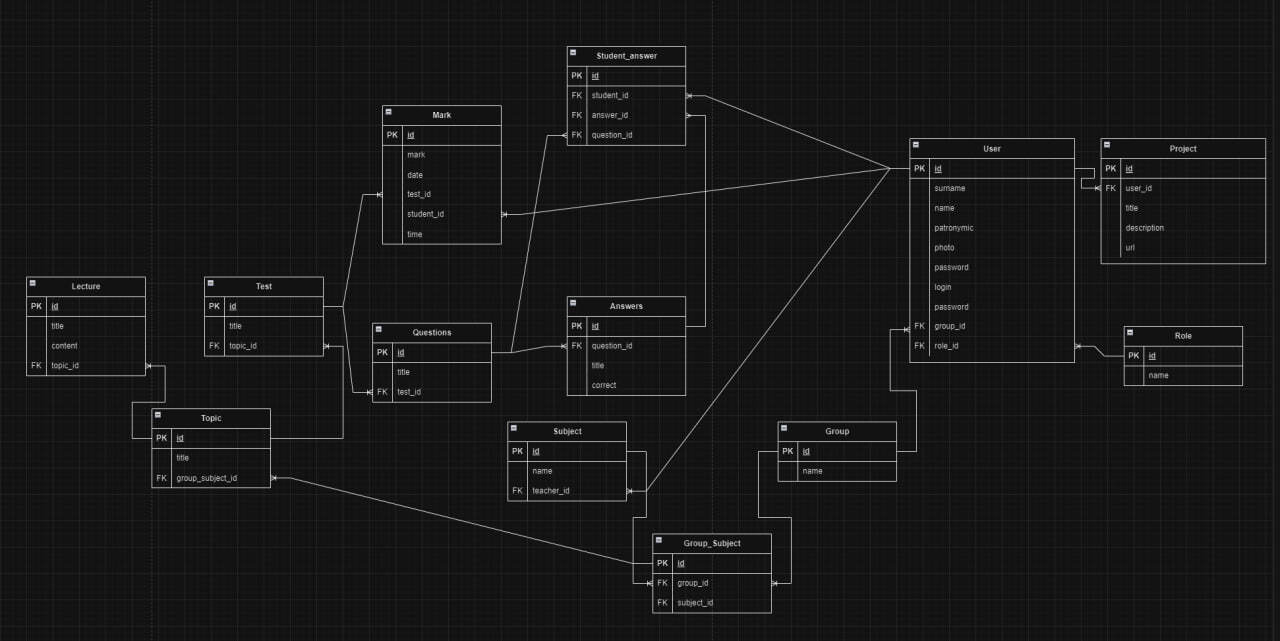 Student_answer
PK id
FK student_id
FK answer_id
FK question_id
Mark
PK id
mark
date
test_id
student_id
time
User
PK id
surname
name
patronymic
photo
password
login
password
FK group_id
FK role_id
Project
PK id
FK user_id
title
description
url
Lecture
PK id
title
content
FK topic_id
Test
PK id
title
FK topic_id
Questions
PK id
title
FK test_id
Answers
PK id
FK question_id
title
correct
Role
PK id
name
Topic
PK id
title
FK group_subject_id
Subject
PK id
name
FK teacher_id
Group
PK id
name
Group_Subject
PK id
FK group_id
FK subject_id